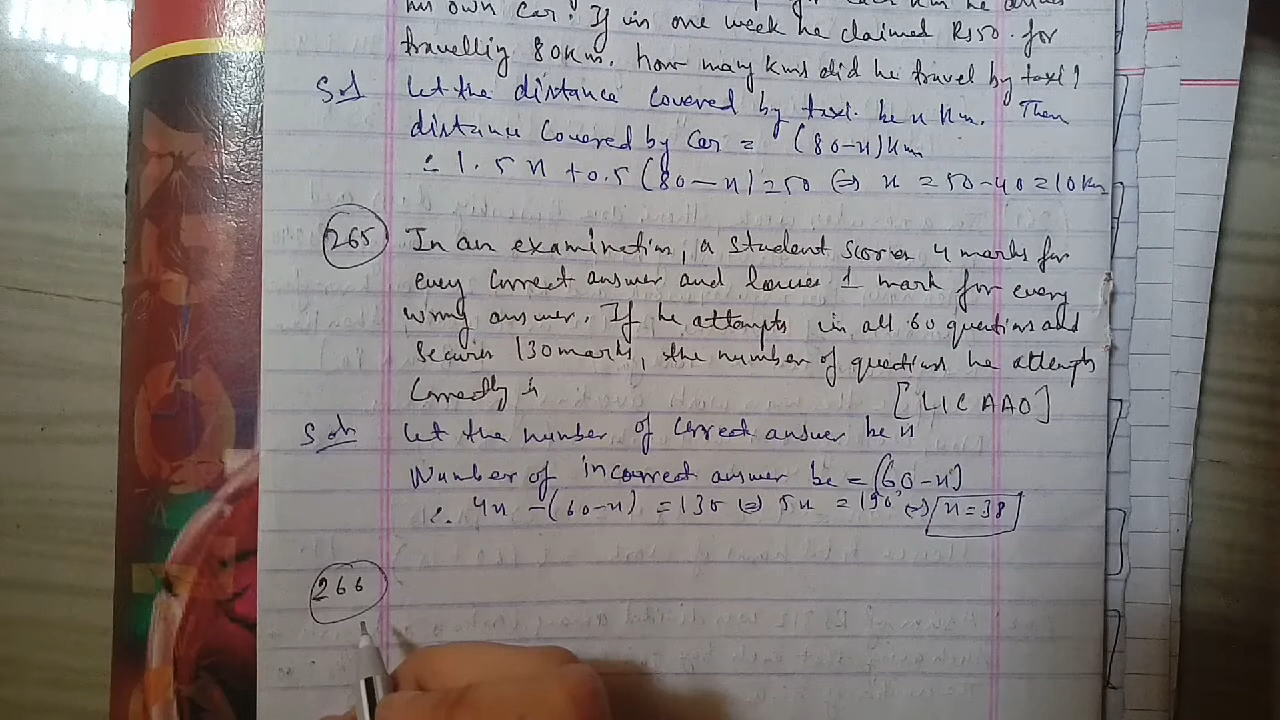 his own car? If in one week he claimed Rs50 for
travelling 80Km. how many kms did he travel by taxi?
Sol Let the distance covered by taxi be x Km. Then
distance Covered by Car = (80-x)Km
∴ 1.5x + 0.5(80-x) = 50 ⇔ x = 50-40 = 10 Km
265 In an examination, a student scores 4 marks for
every correct answer and losses 1 mark for every
wrong answer. If he attempts in all 60 questions and
secures 130 marks, the number of questions he attempts
Correctly is [LIC AAO]
Soln Let the number of correct answer be x
Number of incorrect answer be = (60-x)
∴ 4x - (60-x) = 130 ⇔ 5x = 190 ⇔ x=38
266